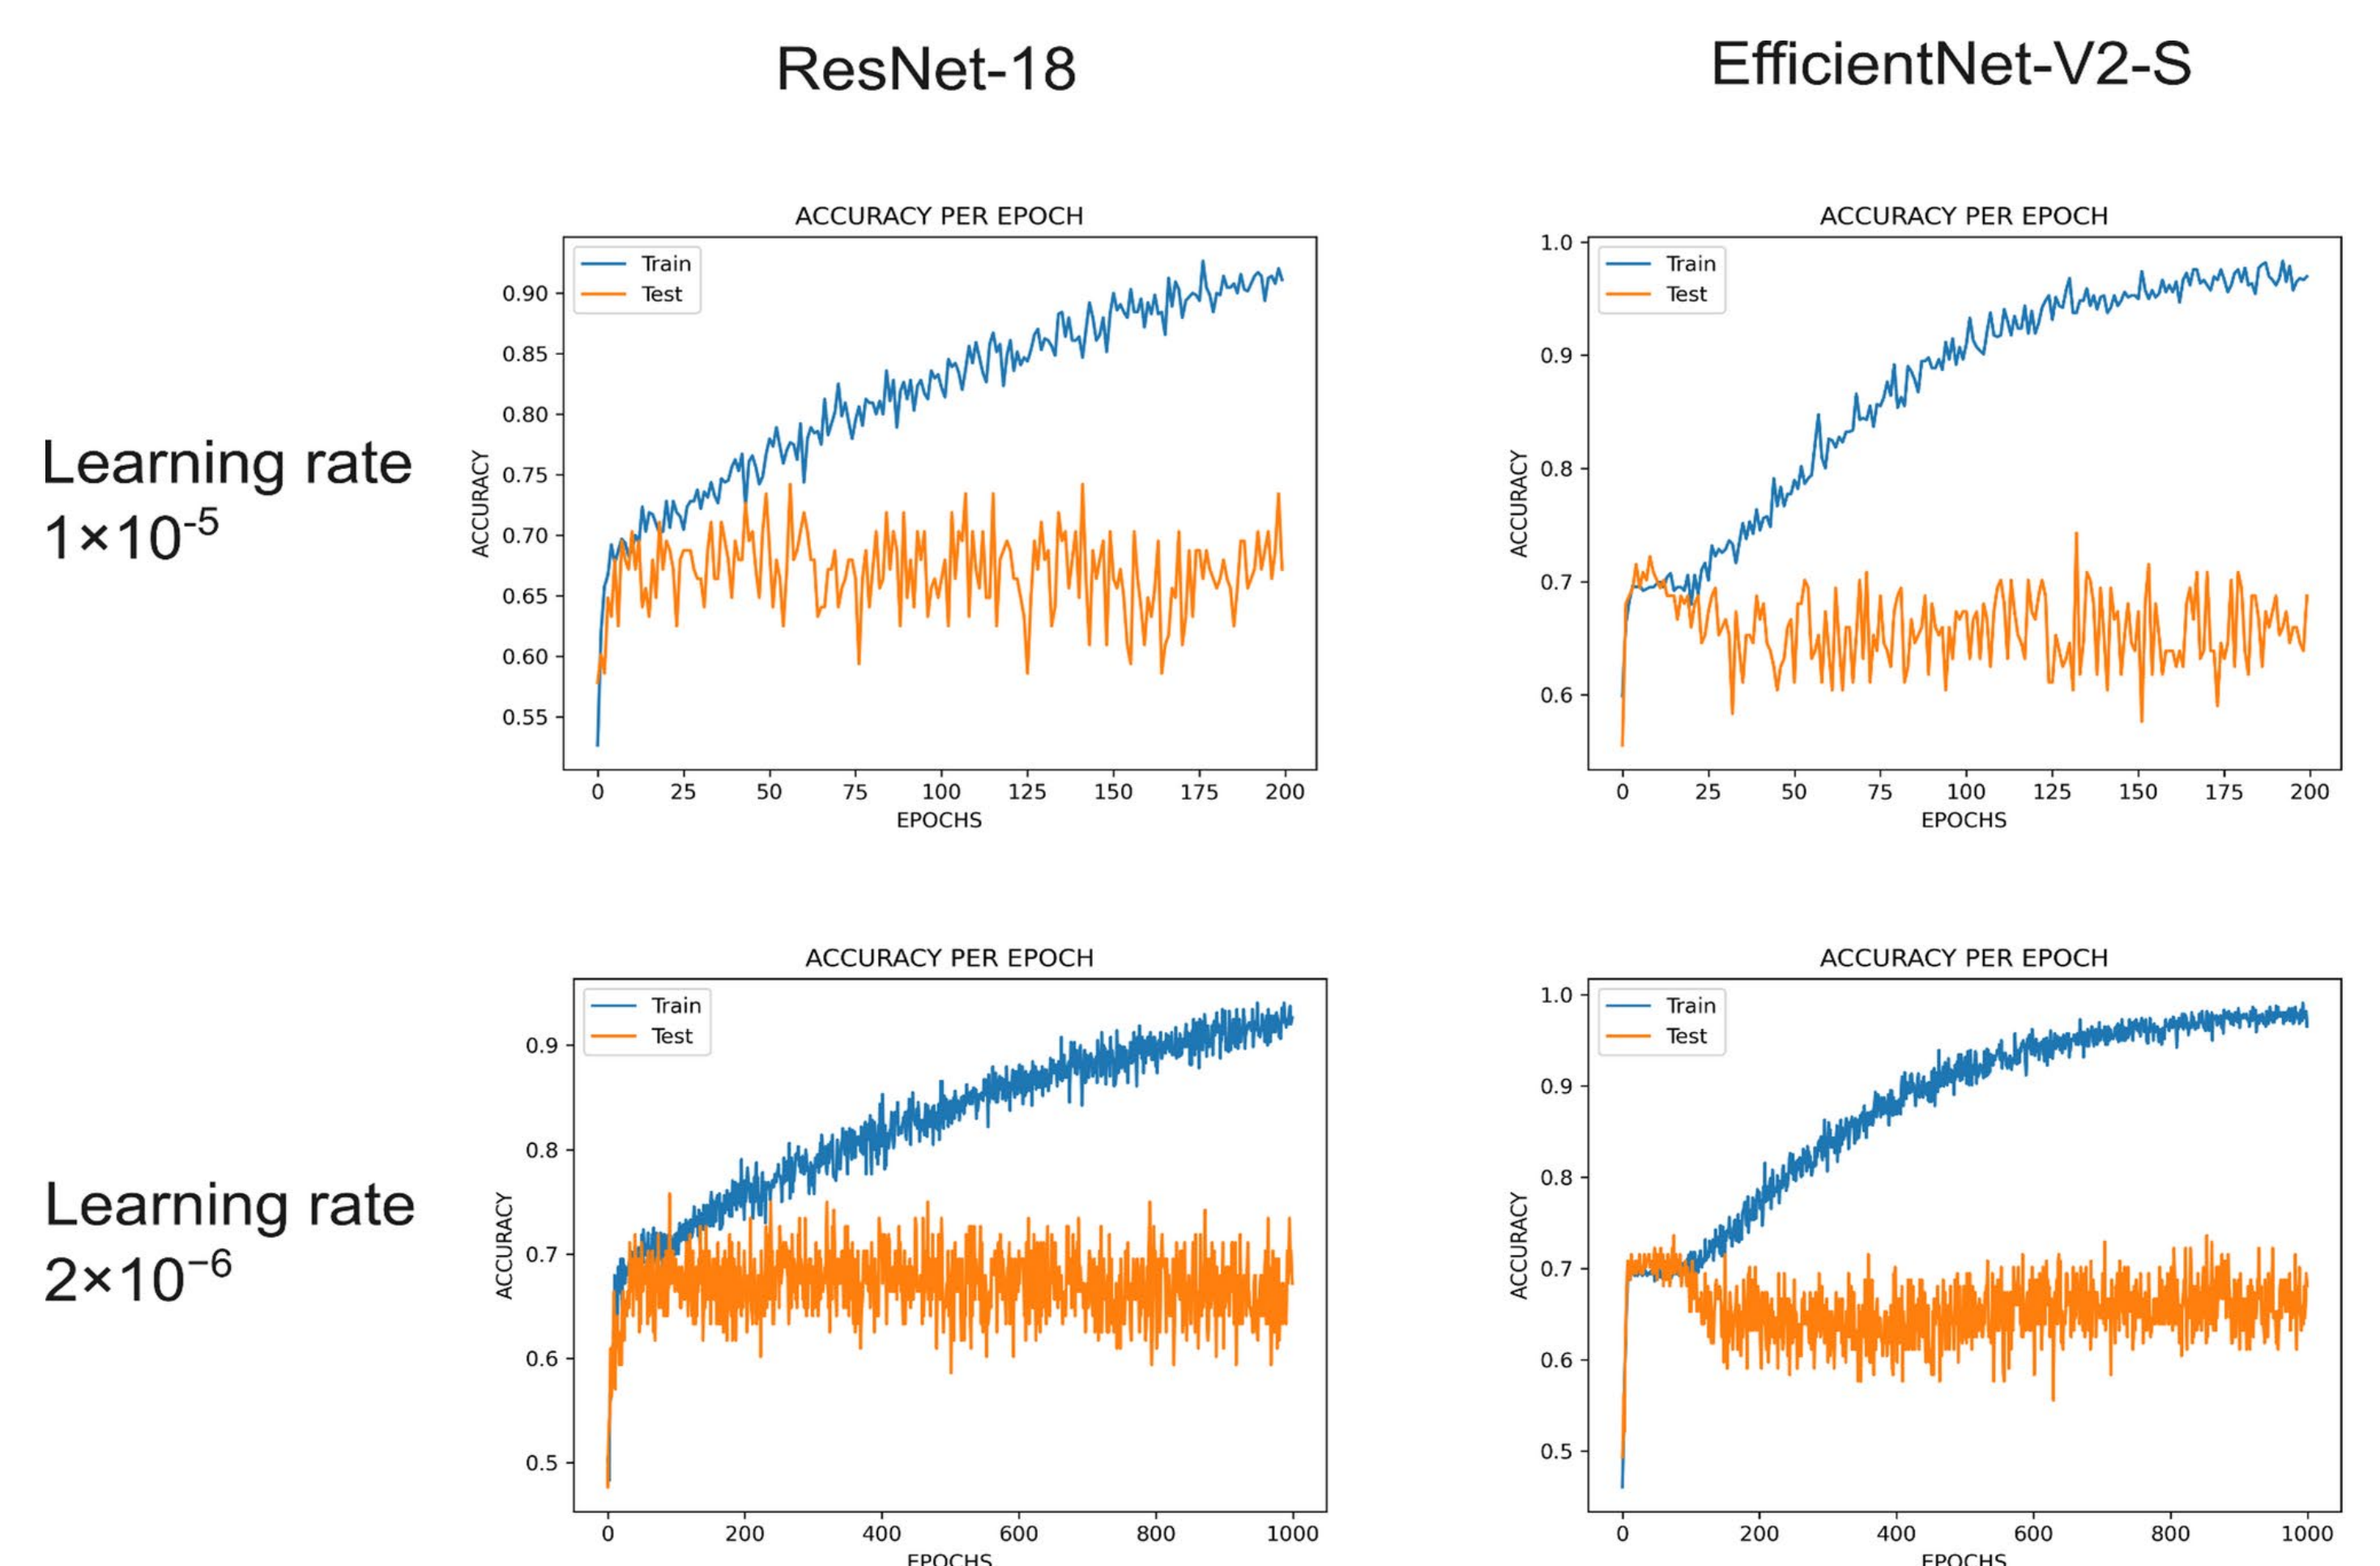 ResNet-18
EfficientNet-V2-S
Learning rate
1×10⁻⁵
ACCURACY PER EPOCH
Train
Test
ACCURACY
0.90
0.85
0.80
0.75
0.70
0.65
0.60
0.55
0 25 50 75 100 125 150 175 200
EPOCHS
ACCURACY PER EPOCH
Train
Test
ACCURACY
1.0
0.9
0.8
0.7
0.6
0 25 50 75 100 125 150 175 200
EPOCHS
Learning rate
2×10⁻⁶
ACCURACY PER EPOCH
Train
Test
ACCURACY
0.9
0.8
0.7
0.6
0.5
0 200 400 600 800 1000
EPOCHS
ACCURACY PER EPOCH
Train
Test
ACCURACY
1.0
0.9
0.8
0.7
0.6
0.5
0 200 400 600 800 1000
EPOCHS